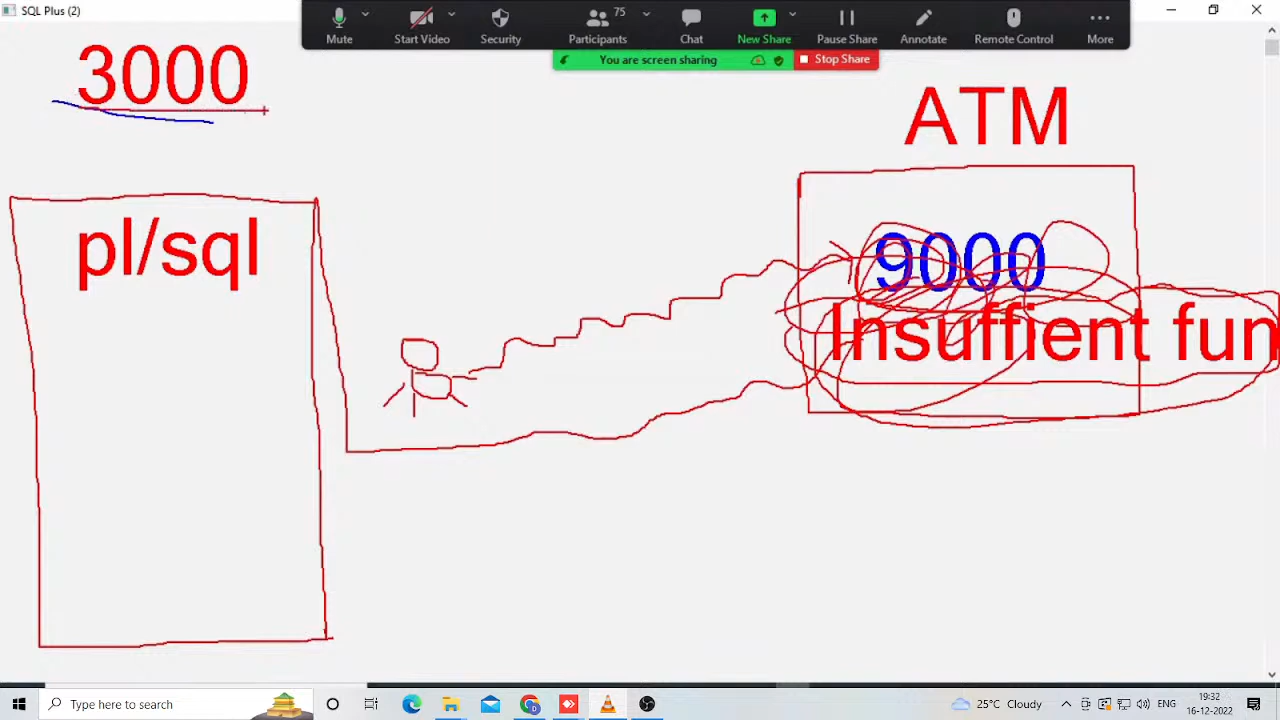 SQL Plus (2)
75
Mute
Start Video
Security
Participants
Chat
New Share
Pause Share
Annotate
Remote Control
More
You are screen sharing
Stop Share
3000
ATM
pl/sql
9000
Insuffient fun
Type here to search
25°C Cloudy
ENG
19:32
16-12-2022